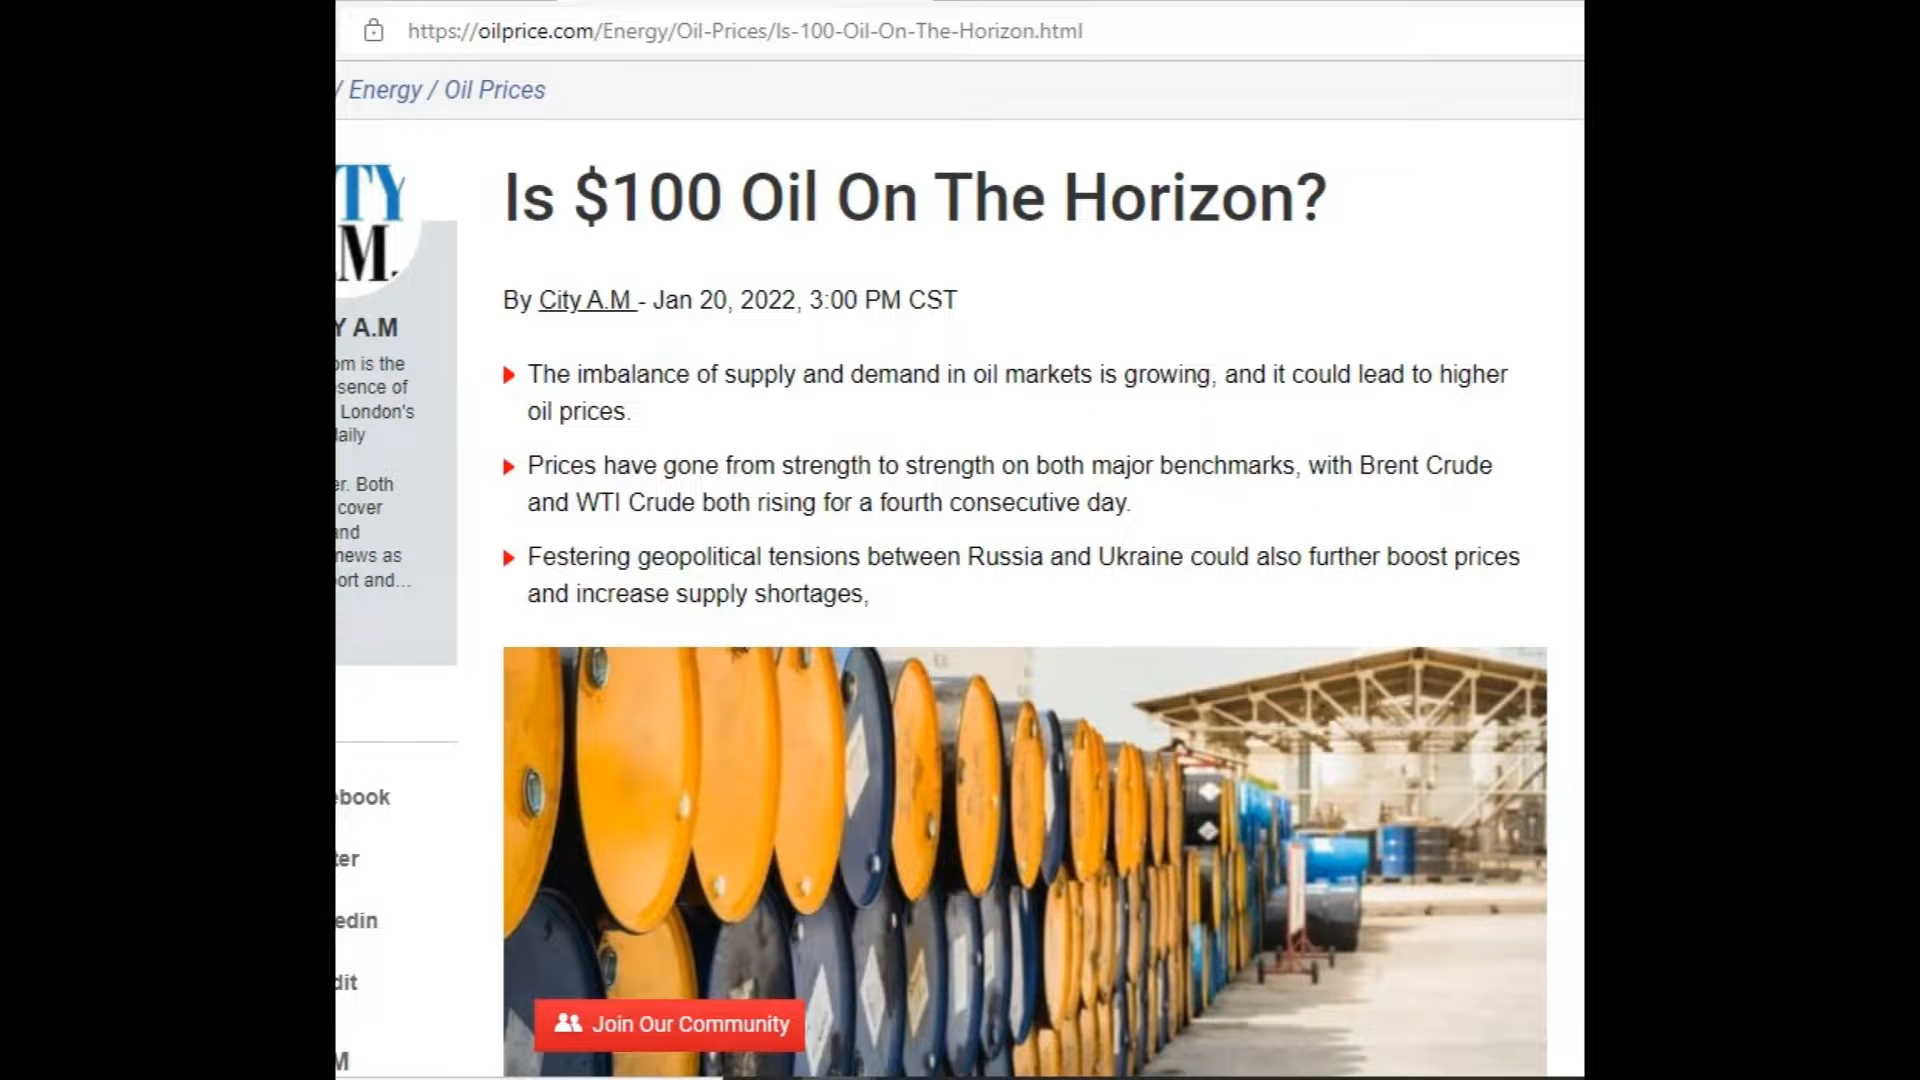 https://oilprice.com/Energy/Oil-Prices/Is-100-Oil-On-The-Horizon.html
/ Energy / Oil Prices
TY
.M.
Y A.M
om is the
sence of
London's
daily
er. Both
cover
and
news as
ort and...
ebook
ter
edin
dit
M
Is $100 Oil On The Horizon?
By City A.M - Jan 20, 2022, 3:00 PM CST
The imbalance of supply and demand in oil markets is growing, and it could lead to higher
oil prices.
Prices have gone from strength to strength on both major benchmarks, with Brent Crude
and WTI Crude both rising for a fourth consecutive day.
Festering geopolitical tensions between Russia and Ukraine could also further boost prices
and increase supply shortages,
Join Our Community